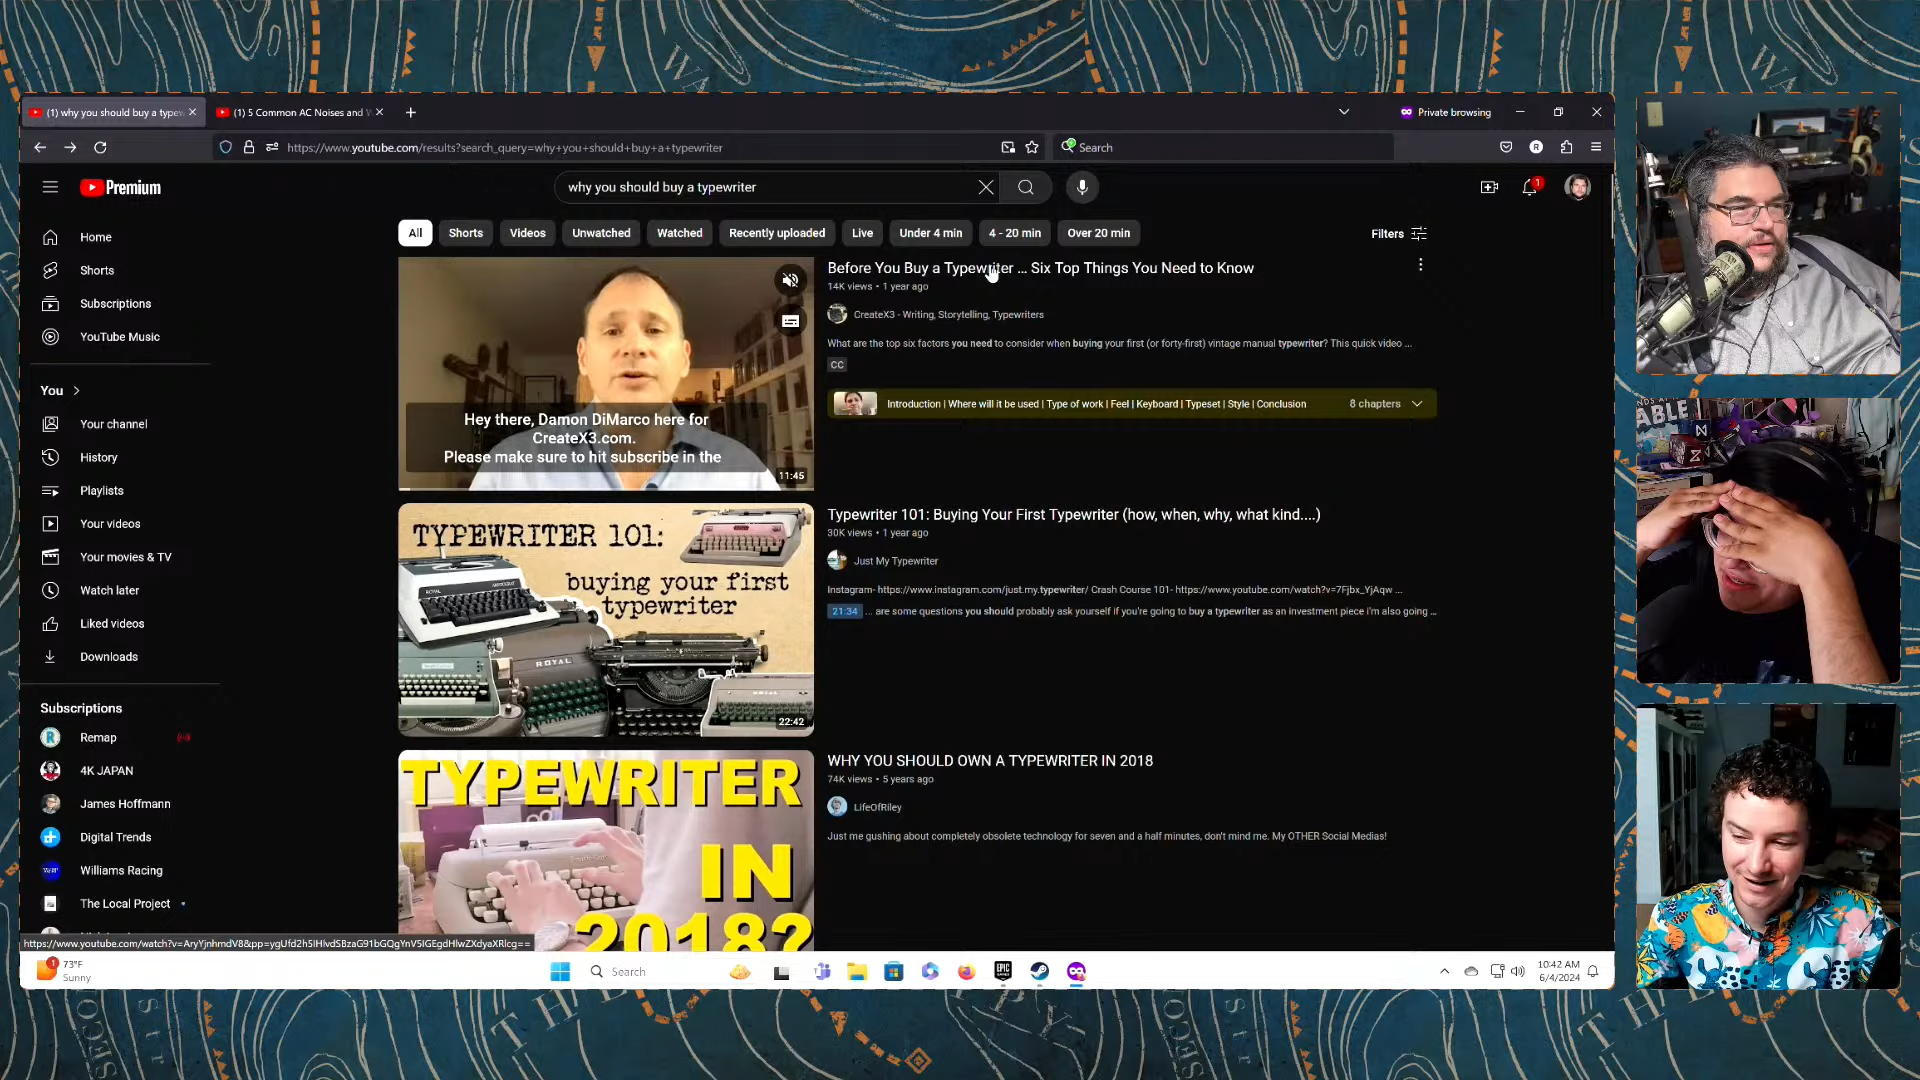 (1) why you should buy a typew
(1) 5 Common AC Noises and W
Private browsing
https://www.youtube.com/results?search_query=why+you+should+buy+a+typewriter
Search
Premium
why you should buy a typewriter
1
Home
Shorts
Subscriptions
YouTube Music
You
Your channel
History
Playlists
Your videos
Your movies & TV
Watch later
Liked videos
Downloads
Subscriptions
Remap
4K JAPAN
James Hoffmann
Digital Trends
Williams Racing
The Local Project
All
Shorts
Videos
Unwatched
Watched
Recently uploaded
Live
Under 4 min
4 - 20 min
Over 20 min
Filters
Hey there, Damon DiMarco here for
CreateX3.com.
Please make sure to hit subscribe in the
11:45
Before You Buy a Typewriter ... Six Top Things You Need to Know
14K views • 1 year ago
CreateX3 - Writing, Storytelling, Typewriters
What are the top six factors you need to consider when buying your first (or forty-first) vintage manual typewriter? This quick video ...
CC
Introduction | Where will it be used | Type of work | Feel | Keyboard | Typeset | Style | Conclusion
8 chapters
TYPEWRITER 101:
buying your first
typewriter
ROYAL
22:42
Typewriter 101: Buying Your First Typewriter (how, when, why, what kind....)
30K views • 1 year ago
Just My Typewriter
Instagram- https://www.instagram.com/just.my.typewriter/ Crash Course 101- https://www.youtube.com/watch?v=7Fjbx_YjAqw ...
21:34 ... are some questions you should probably ask yourself if you're going to buy a typewriter as an investment piece i'm also going ...
TYPEWRITER
IN
2018?
WHY YOU SHOULD OWN A TYPEWRITER IN 2018
74K views • 5 years ago
LifeOfRiley
Just me gushing about completely obsolete technology for seven and a half minutes, don't mind me. My OTHER Social Medias!
1
73°F
Sunny
Search
EPIC
10:42 AM
6/4/2024
ABLE